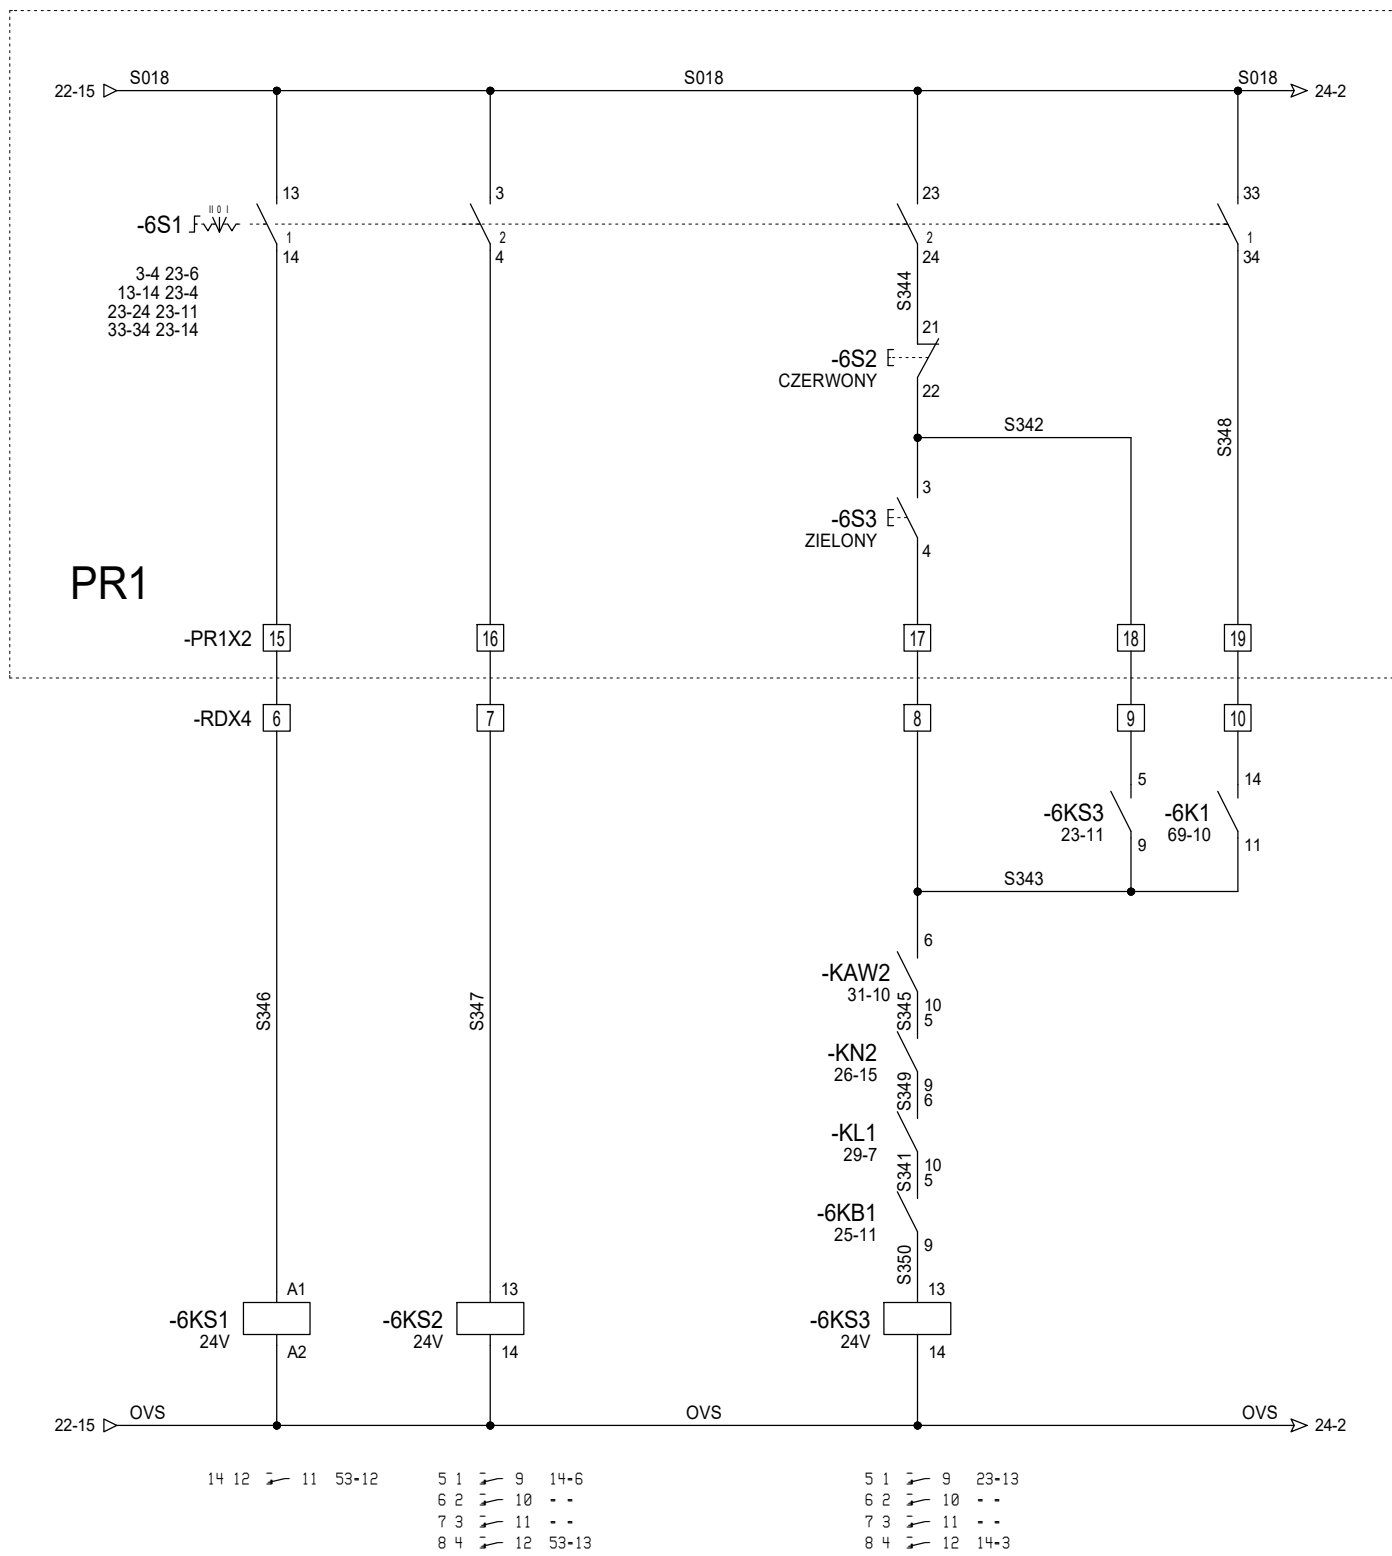 S018 S018 S018
22-15 24-2
13 3 23 33
II 0 I
-6S1 1 2 2 1
14 4 24 34
3-4 23-6
13-14 23-4
23-24 23-11
33-34 23-14
S344
21
-6S2
CZERWONY
22
S342
S348
3
-6S3
ZIELONY
4
PR1
-PR1X2 15 16 17 18 19
-RDX4 6 7 8 9 10
5 14
-6KS3 -6K1
23-11 69-10
9 11
S343
6
-KAW2
31-10
S346 S347 S345
10
5
-KN2
26-15
S349
9
6
-KL1
29-7
S341
10
5
-6KB1
25-11
9
S350
A1 13 13
-6KS1 -6KS2 -6KS3
24V 24V 24V
A2 14 14
OVS OVS OVS
22-15 24-2
14 12 11 53-12 5 1 9 14-6 5 1 9 23-13
6 2 10 - - 6 2 10 - -
7 3 11 - - 7 3 11 - -
8 4 12 53-13 8 4 12 14-3